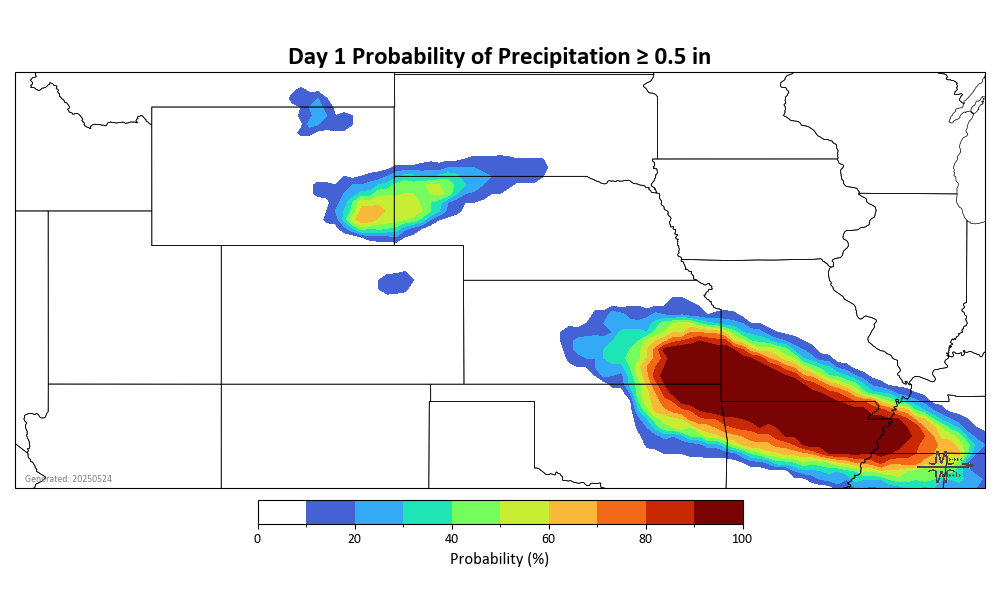 Day 1 Probability of Precipitation ≥ 0.5 in
Generated: 20250524
0 20 40 60 80 100
Probability (%)